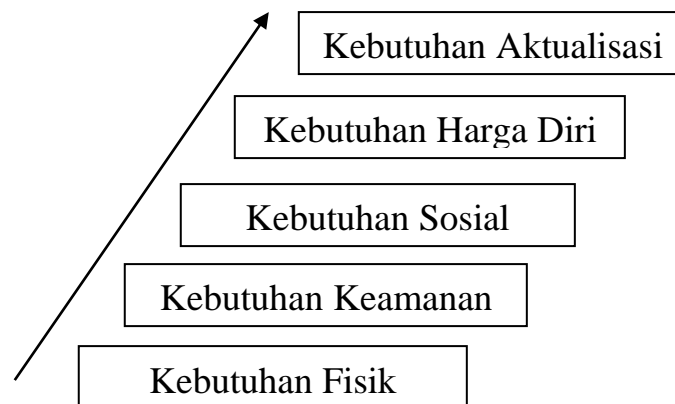 Kebutuhan Aktualisasi
Kebutuhan Harga Diri
Kebutuhan Sosial
Kebutuhan Keamanan
Kebutuhan Fisik